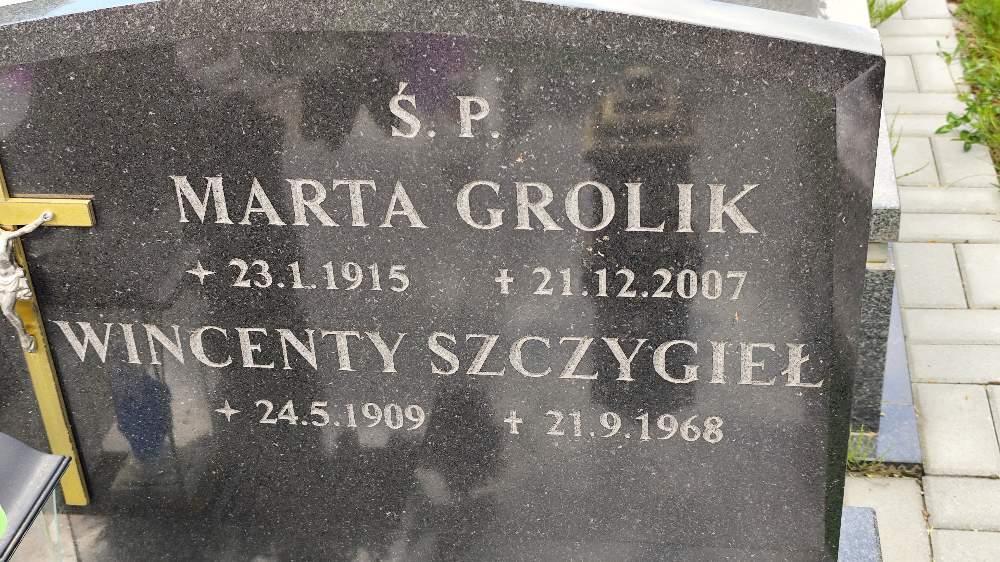 Ś. P.
MARTA GROLIK
23.1.1915 21.12.2007
WINCENTY SZCZYGIEŁ
24.5.1909 21.9.1968